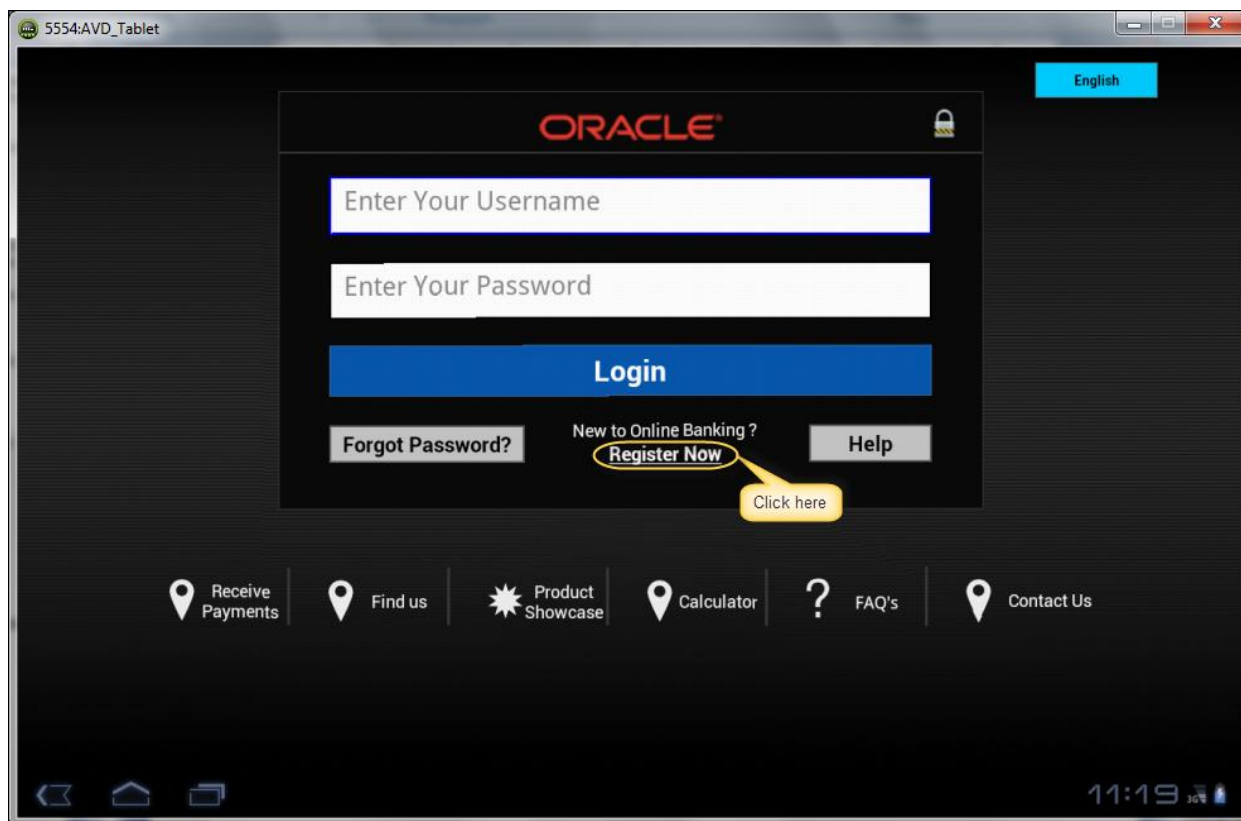 5554:AVD_Tablet
English
ORACLE®
Enter Your Username
Enter Your Password
Login
Forgot Password?
New to Online Banking ?
Register Now
Help
Click here
Receive
Payments
Find us
Product
Showcase
Calculator
?
FAQ's
Contact Us
11:19
3G